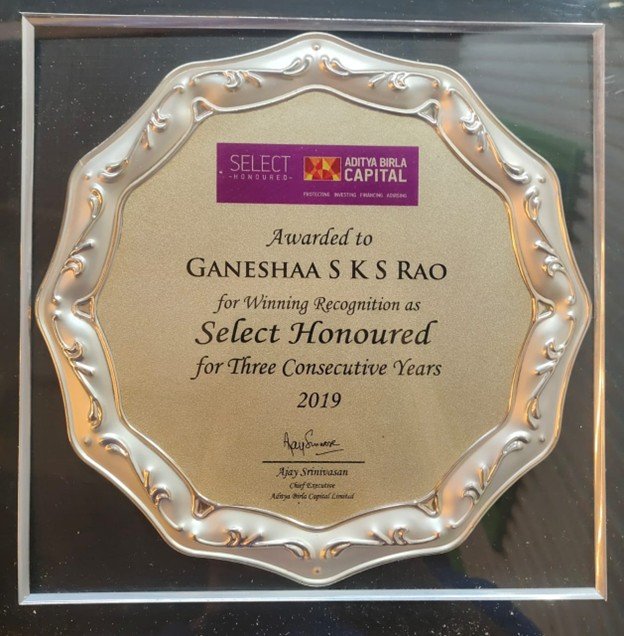 SELECT
-HONOURED-
ADITYA BIRLA
CAPITAL
PROTECTING INVESTING FINANCING ADVISING
Awarded to
GANESHAA S K S RAO
for Winning Recognition as
Select Honoured
for Three Consecutive Years
2019
Ajay Srinivasan
Chief Executive
Aditya Birla Capital Limited